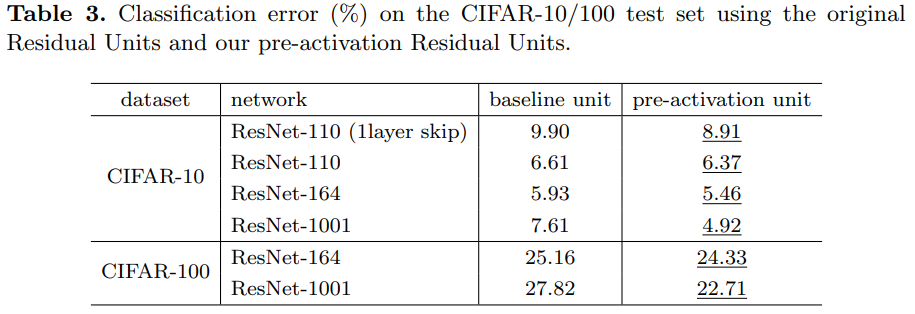 Table 3. Classification error (%) on the CIFAR-10/100 test set using the original
Residual Units and our pre-activation Residual Units.
dataset network baseline unit pre-activation unit
CIFAR-10
ResNet-110 (1layer skip) 9.90 8.91
ResNet-110 6.61 6.37
ResNet-164 5.93 5.46
ResNet-1001 7.61 4.92
CIFAR-100
ResNet-164 25.16 24.33
ResNet-1001 27.82 22.71